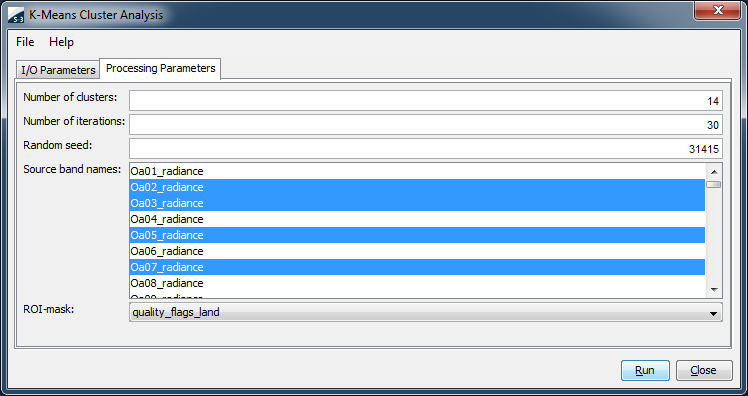 S-3 K-Means Cluster Analysis
File Help
I/O Parameters Processing Parameters
Number of clusters: 14
Number of iterations: 30
Random seed: 31415
Source band names: Oa01_radiance
Oa02_radiance
Oa03_radiance
Oa04_radiance
Oa05_radiance
Oa06_radiance
Oa07_radiance
Oa08_radiance
ROI-mask: quality_flags_land
Run Close